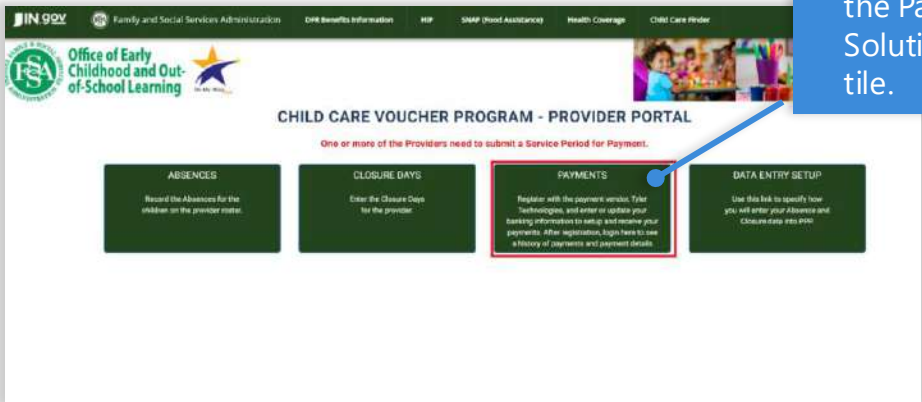 the Pa
Soluti
tile.
IN.gov
Family and Social Services Administration
DFR Benefits Information
HIP
SNAP (Food Assistance)
Health Coverage
Child Care Finder
FSSA
Office of Early
Childhood and Out-
of-School Learning
CHILD CARE VOUCHER PROGRAM - PROVIDER PORTAL
One or more of the Providers need to submit a Service Period for Payment.
ABSENCES
Record the Absences for the
children on the provider roster.
CLOSURE DAYS
Enter the Closure Days
for the provider.
PAYMENTS
Register with the payment vendor, Tyler
Technologies, and enter or update your
banking information to setup and receive your
payments. After registration, login here to see
a history of payments and payment details.
DATA ENTRY SETUP
Use this link to specify how
you will enter your Absence and
Closure data into PPP